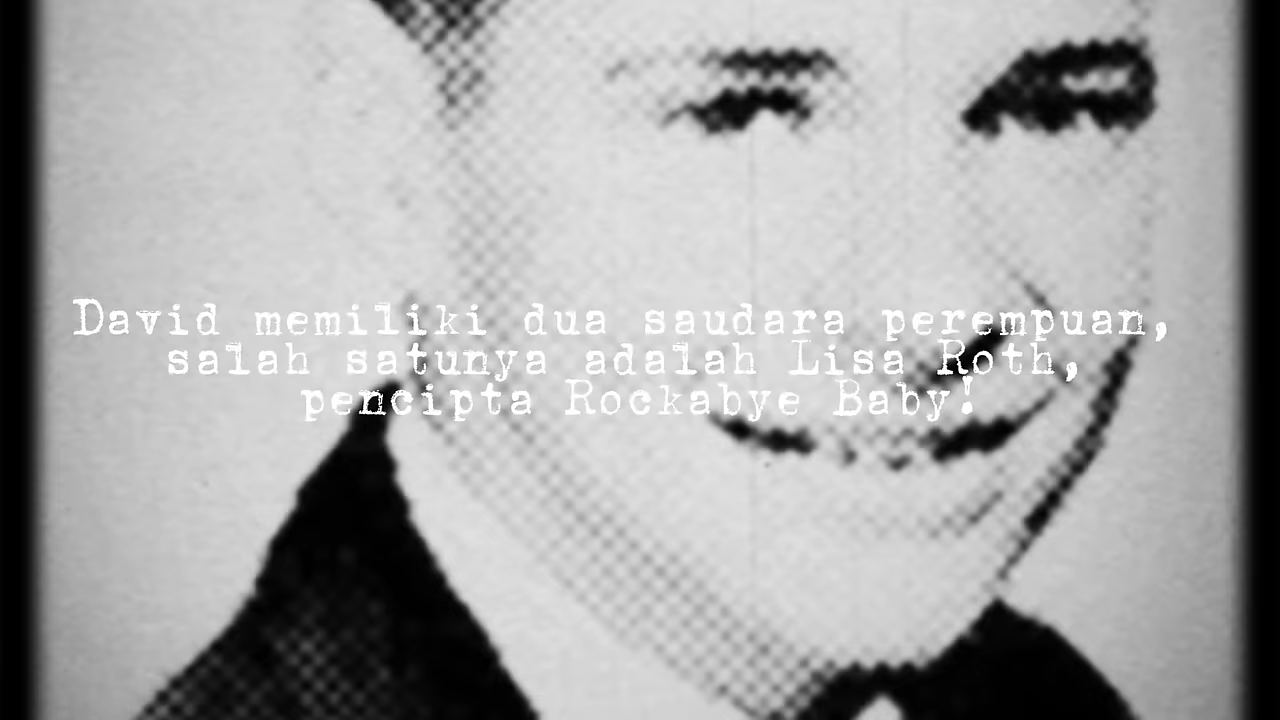 David memiliki dua saudara perempuan,
salah satunya adalah Lisa Roth,
pencipta Rockabye Baby!